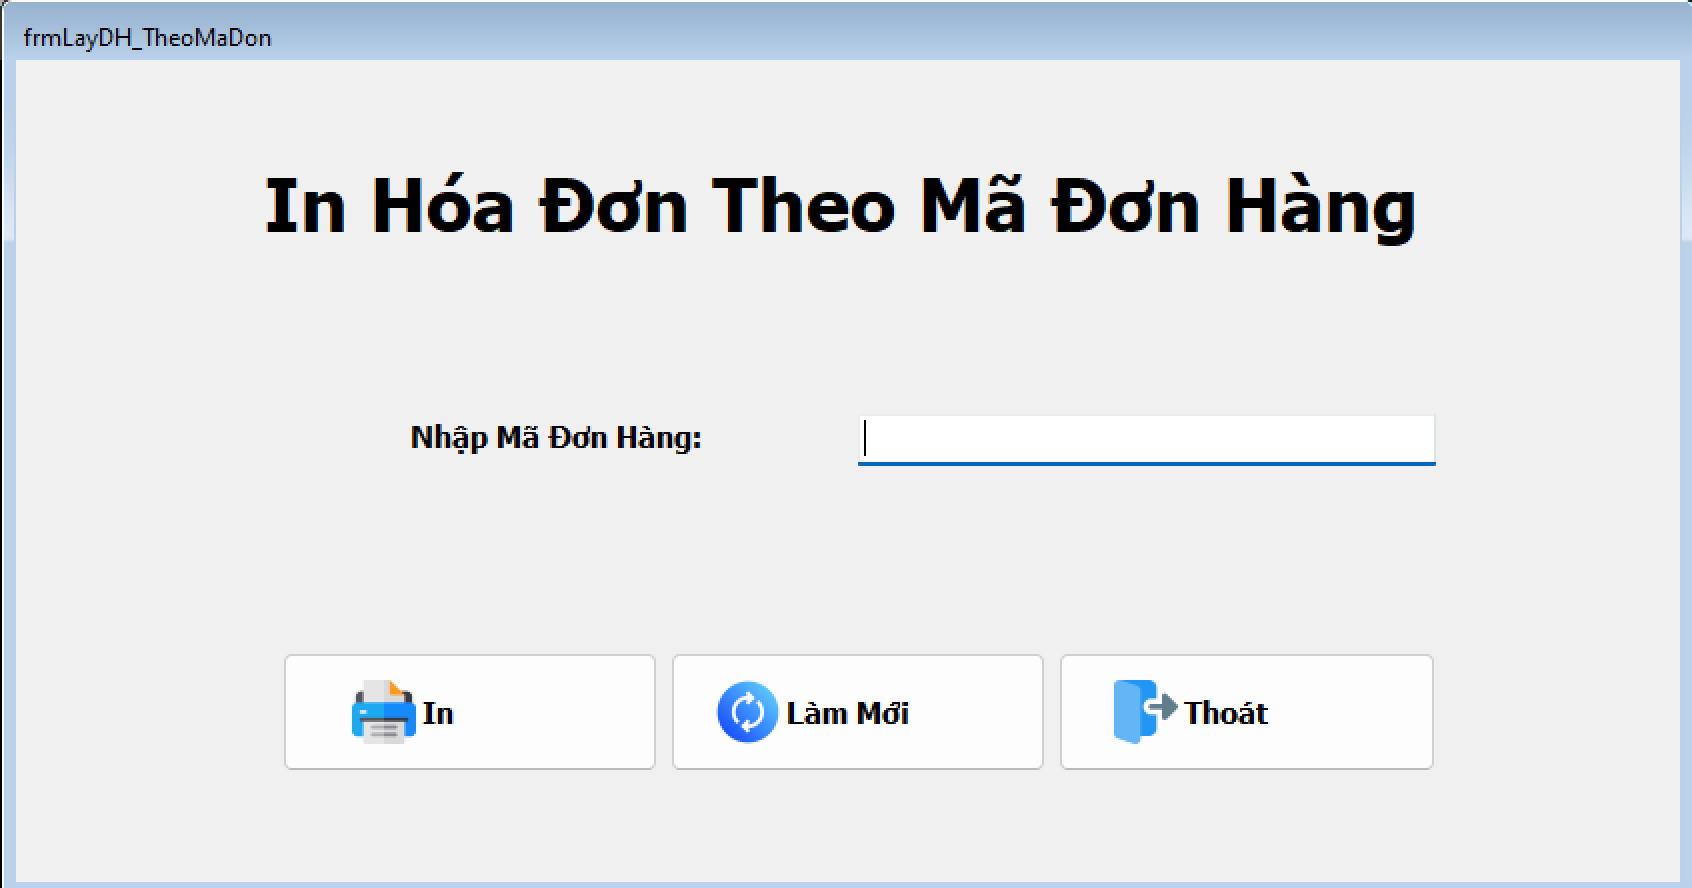 frmLayDH_TheoMaDon
In Hóa Đơn Theo Mã Đơn Hàng
Nhập Mã Đơn Hàng:
In
Làm Mới
Thoát